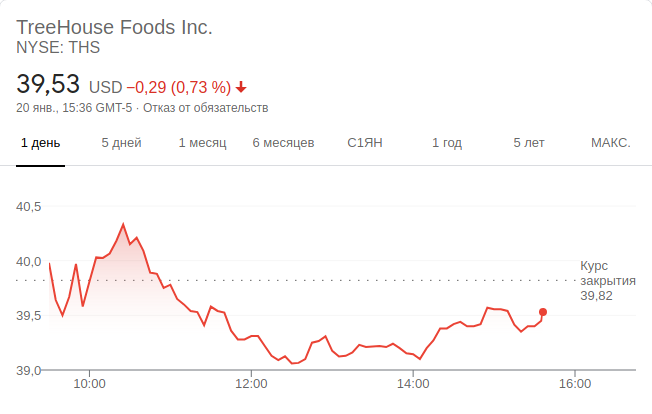 TreeHouse Foods Inc.
NYSE: THS
39,53 USD −0,29 (0,73 %)
20 янв., 15:36 GMT-5 · Отказ от обязательств
1 день 5 дней 1 месяц 6 месяцев С1ЯН 1 год 5 лет МАКС.
40,5
40,0
39,5
39,0
Курс
закрытия
39,82
10:00 12:00 14:00 16:00